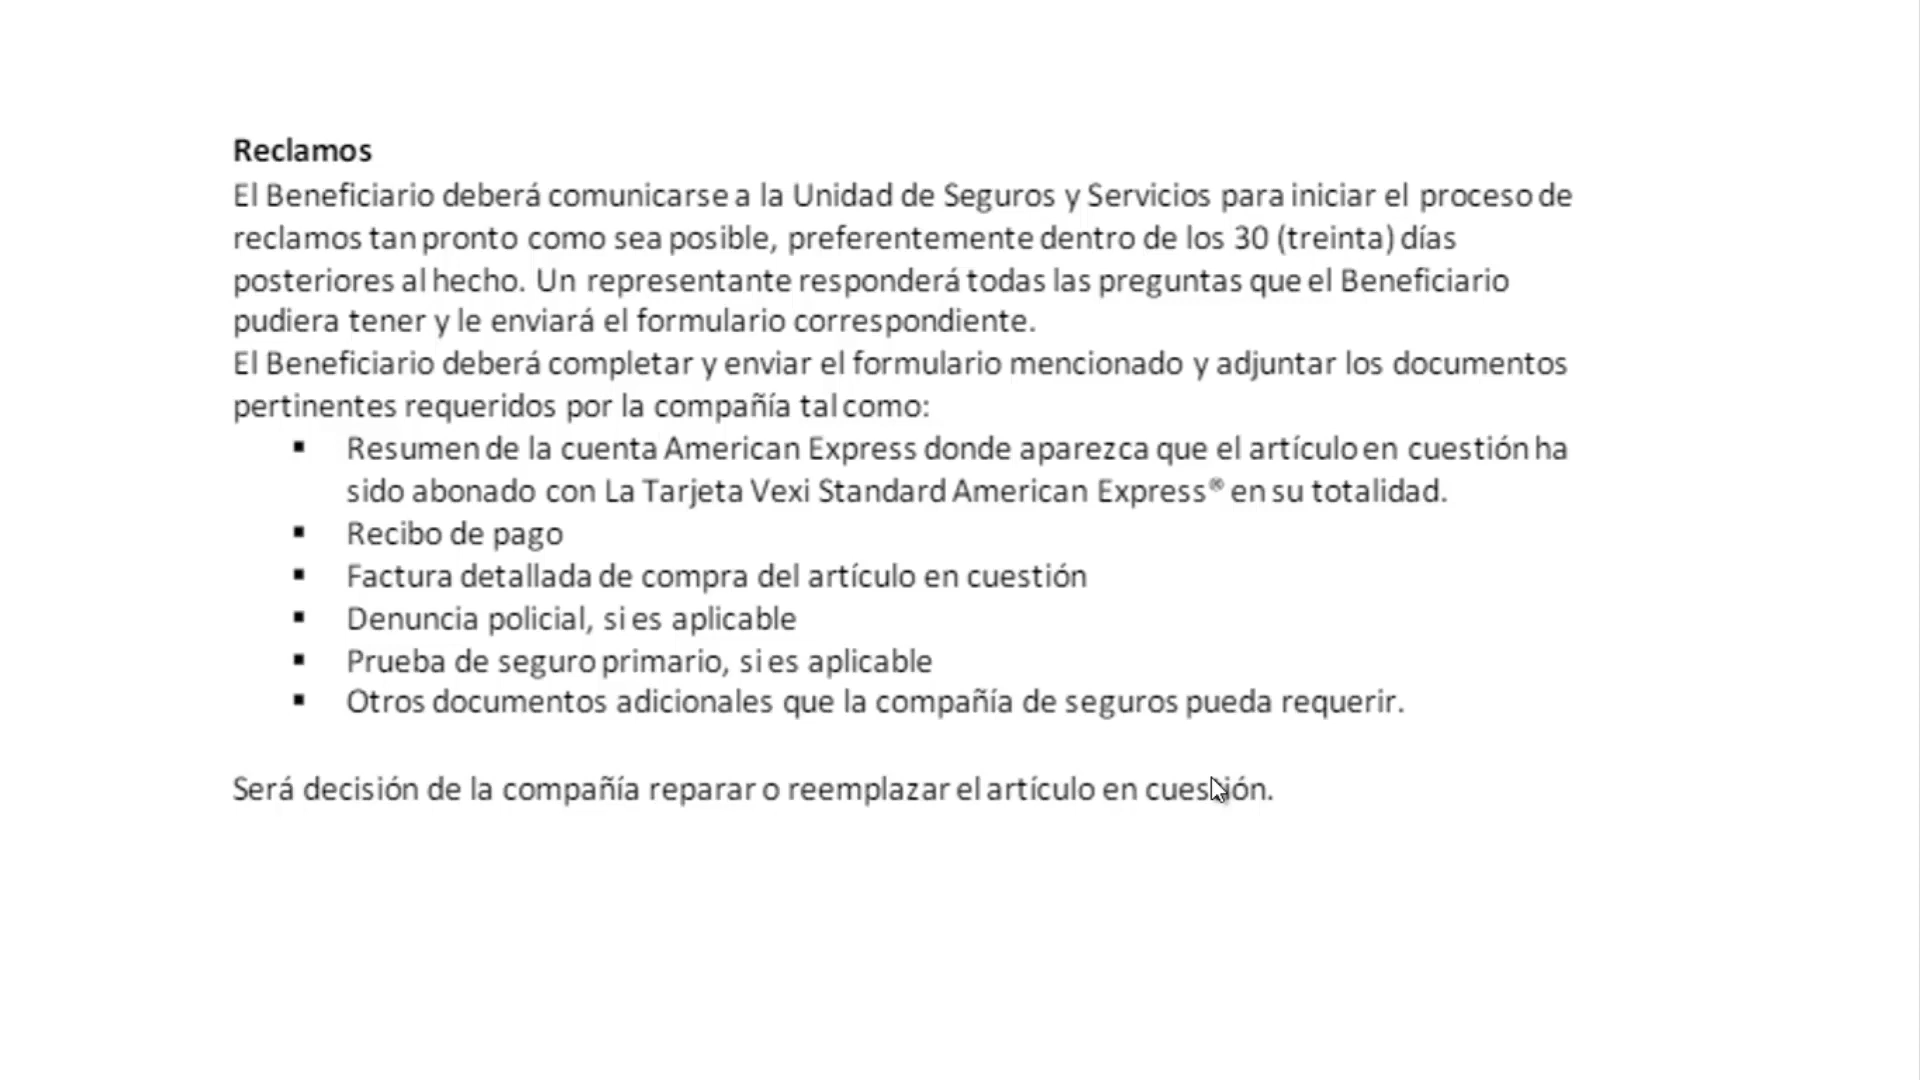 Reclamos
El Beneficiario deberá comunicarse a la Unidad de Seguros y Servicios para iniciar el proceso de
reclamos tan pronto como sea posible, preferentemente dentro de los 30 (treinta) días
posteriores al hecho. Un representante responderá todas las preguntas que el Beneficiario
pudiera tener y le enviará el formulario correspondiente.
El Beneficiario deberá completar y enviar el formulario mencionado y adjuntar los documentos
pertinentes requeridos por la compañía tal como:
▪ Resumen de la cuenta American Express donde aparezca que el artículo en cuestión ha
sido abonado con La Tarjeta Vexi Standard American Express® en su totalidad.
▪ Recibo de pago
▪ Factura detallada de compra del artículo en cuestión
▪ Denuncia policial, si es aplicable
▪ Prueba de seguro primario, si es aplicable
▪ Otros documentos adicionales que la compañía de seguros pueda requerir.
Será decisión de la compañía reparar o reemplazar el artículo en cuestión.